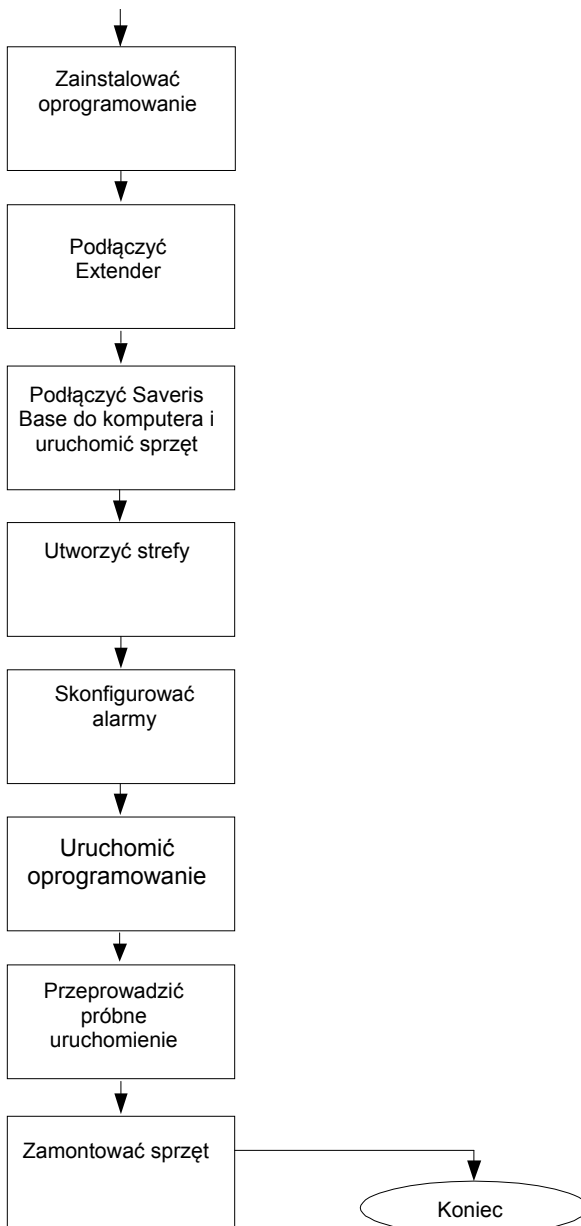 Zainstalować
oprogramowanie
Podłączyć
Extender
Podłączyć Saveris
Base do komputera i
uruchomić sprzęt
Utworzyć strefy
Skonfigurować
alarmy
Uruchomić
oprogramowanie
Przeprowadzić
próbne
uruchomienie
Zamontować sprzęt
Koniec